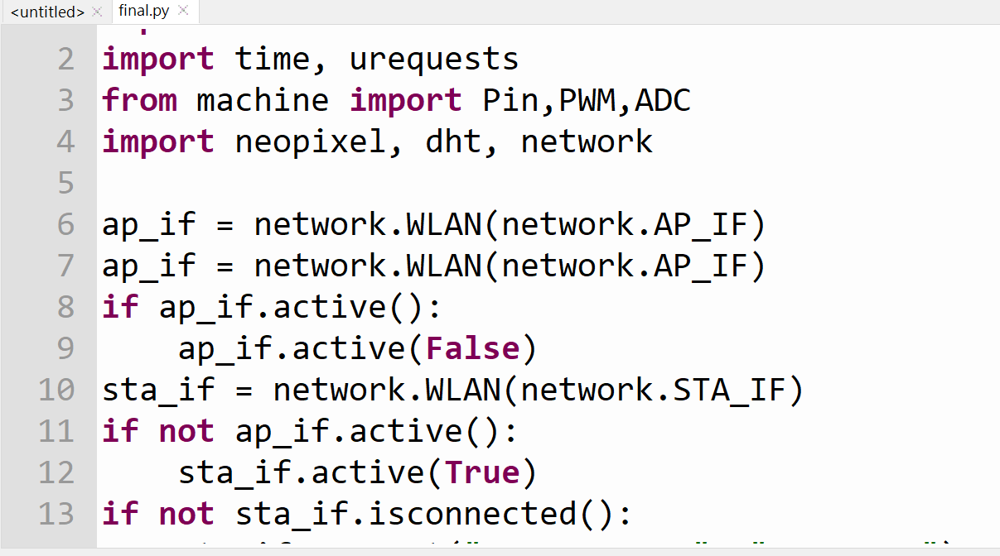 <untitled> final.py
2 import time, urequests
3 from machine import Pin,PWM,ADC
4 import neopixel, dht, network
5
6 ap_if = network.WLAN(network.AP_IF)
7 ap_if = network.WLAN(network.AP_IF)
8 if ap_if.active():
9     ap_if.active(False)
10 sta_if = network.WLAN(network.STA_IF)
11 if not ap_if.active():
12     sta_if.active(True)
13 if not sta_if.isconnected():